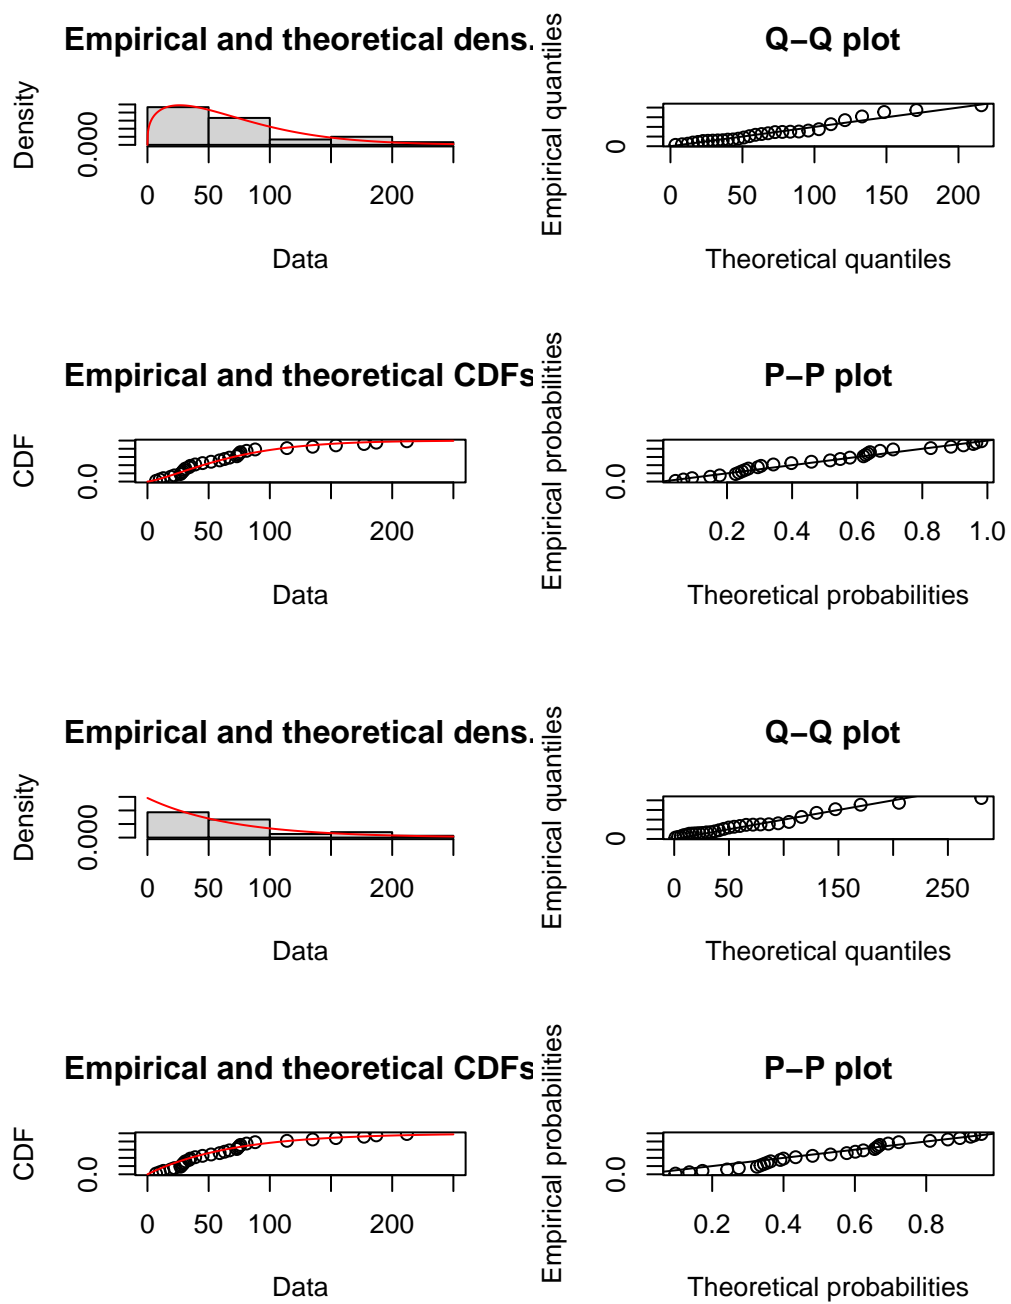 Empirical and theoretical dens.
Density
0.000
0 50 100 200
Data
Q−Q plot
Empirical quantiles
0
0 50 100 150 200
Theoretical quantiles
Empirical and theoretical CDFs
CDF
0.0
0 50 100 200
Data
P−P plot
Empirical probabilities
0.0
0.2 0.4 0.6 0.8 1.0
Theoretical probabilities
Empirical and theoretical dens.
Density
0.000
0 50 100 200
Data
Q−Q plot
Empirical quantiles
0
0 50 150 250
Theoretical quantiles
Empirical and theoretical CDFs
CDF
0.0
0 50 100 200
Data
P−P plot
Empirical probabilities
0.0
0.2 0.4 0.6 0.8
Theoretical probabilities